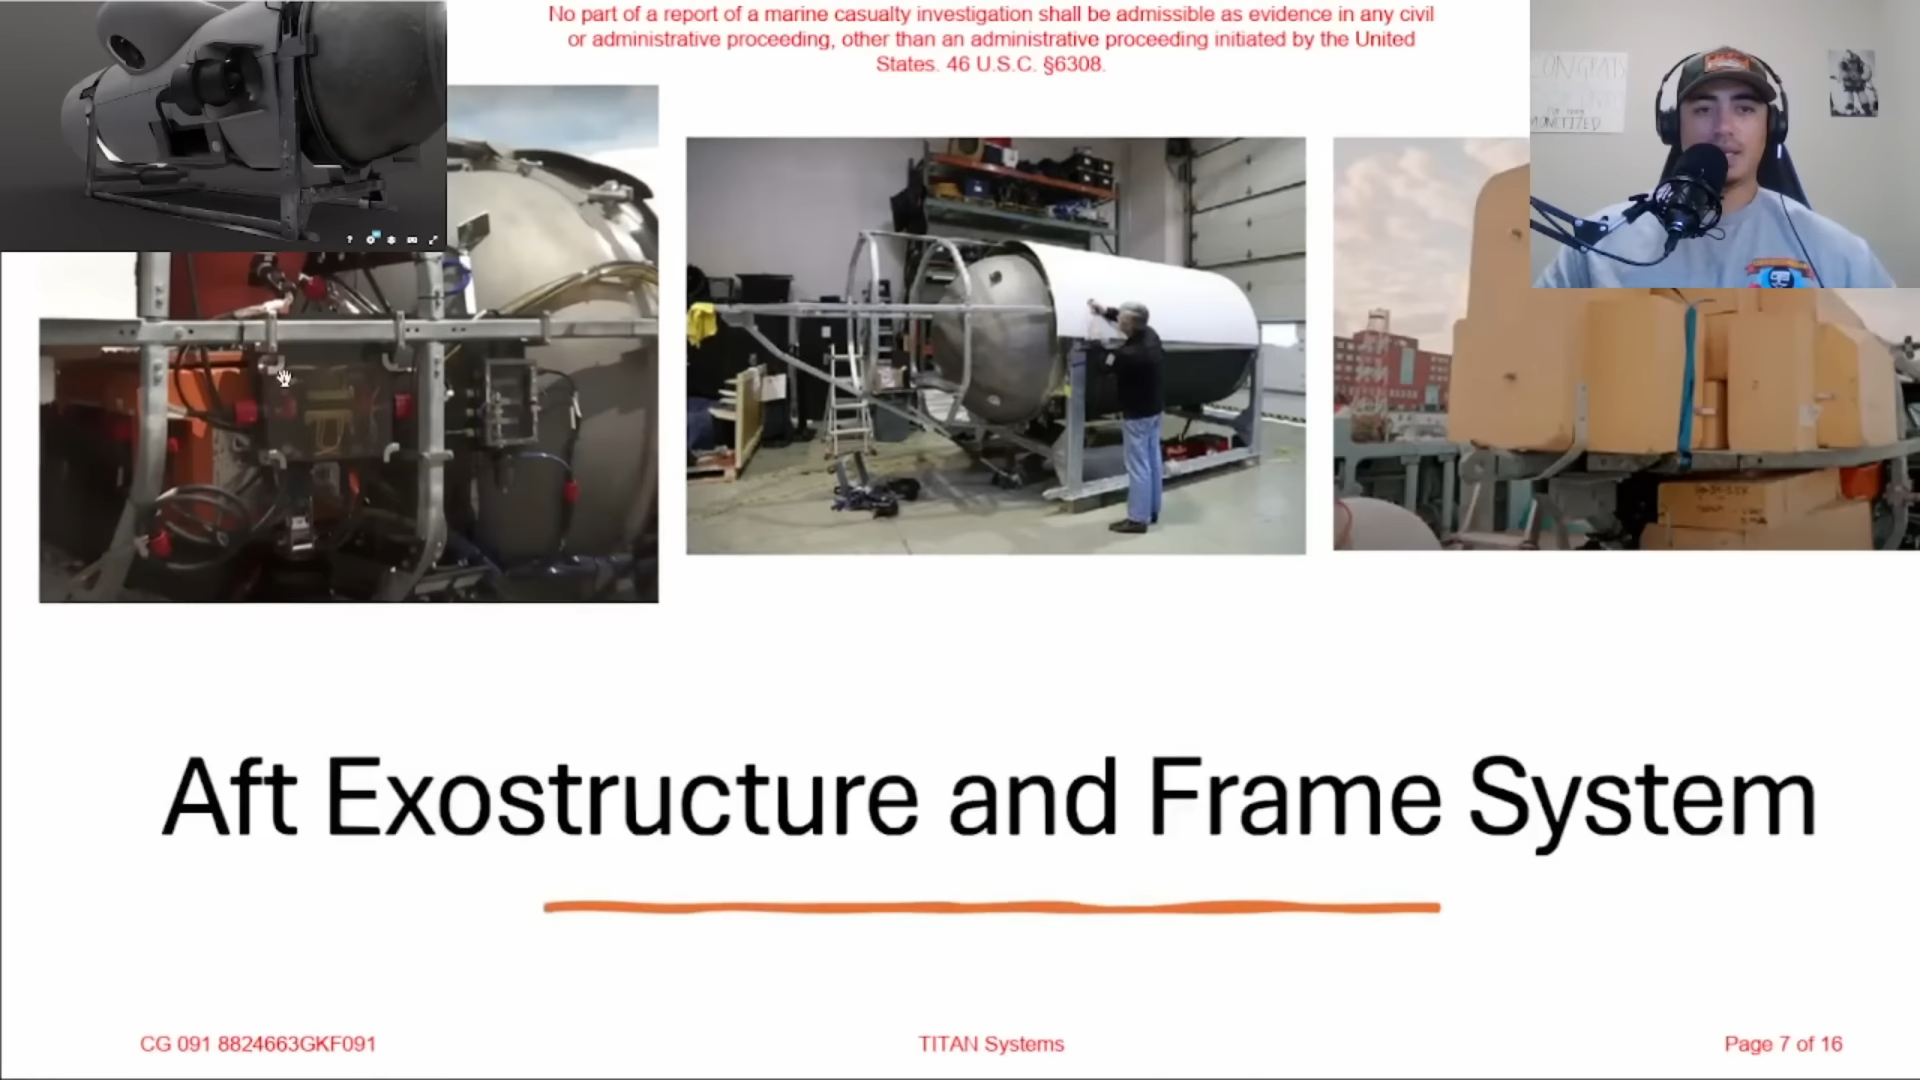 No part of a report of a marine casualty investigation shall be admissible as evidence in any civil
or administrative proceeding, other than an administrative proceeding initiated by the United
States. 46 U.S.C. §6308.
CONGRATS
MONETIZED
Aft Exostructure and Frame System
CG 091 8824663GKF091
TITAN Systems
Page 7 of 16